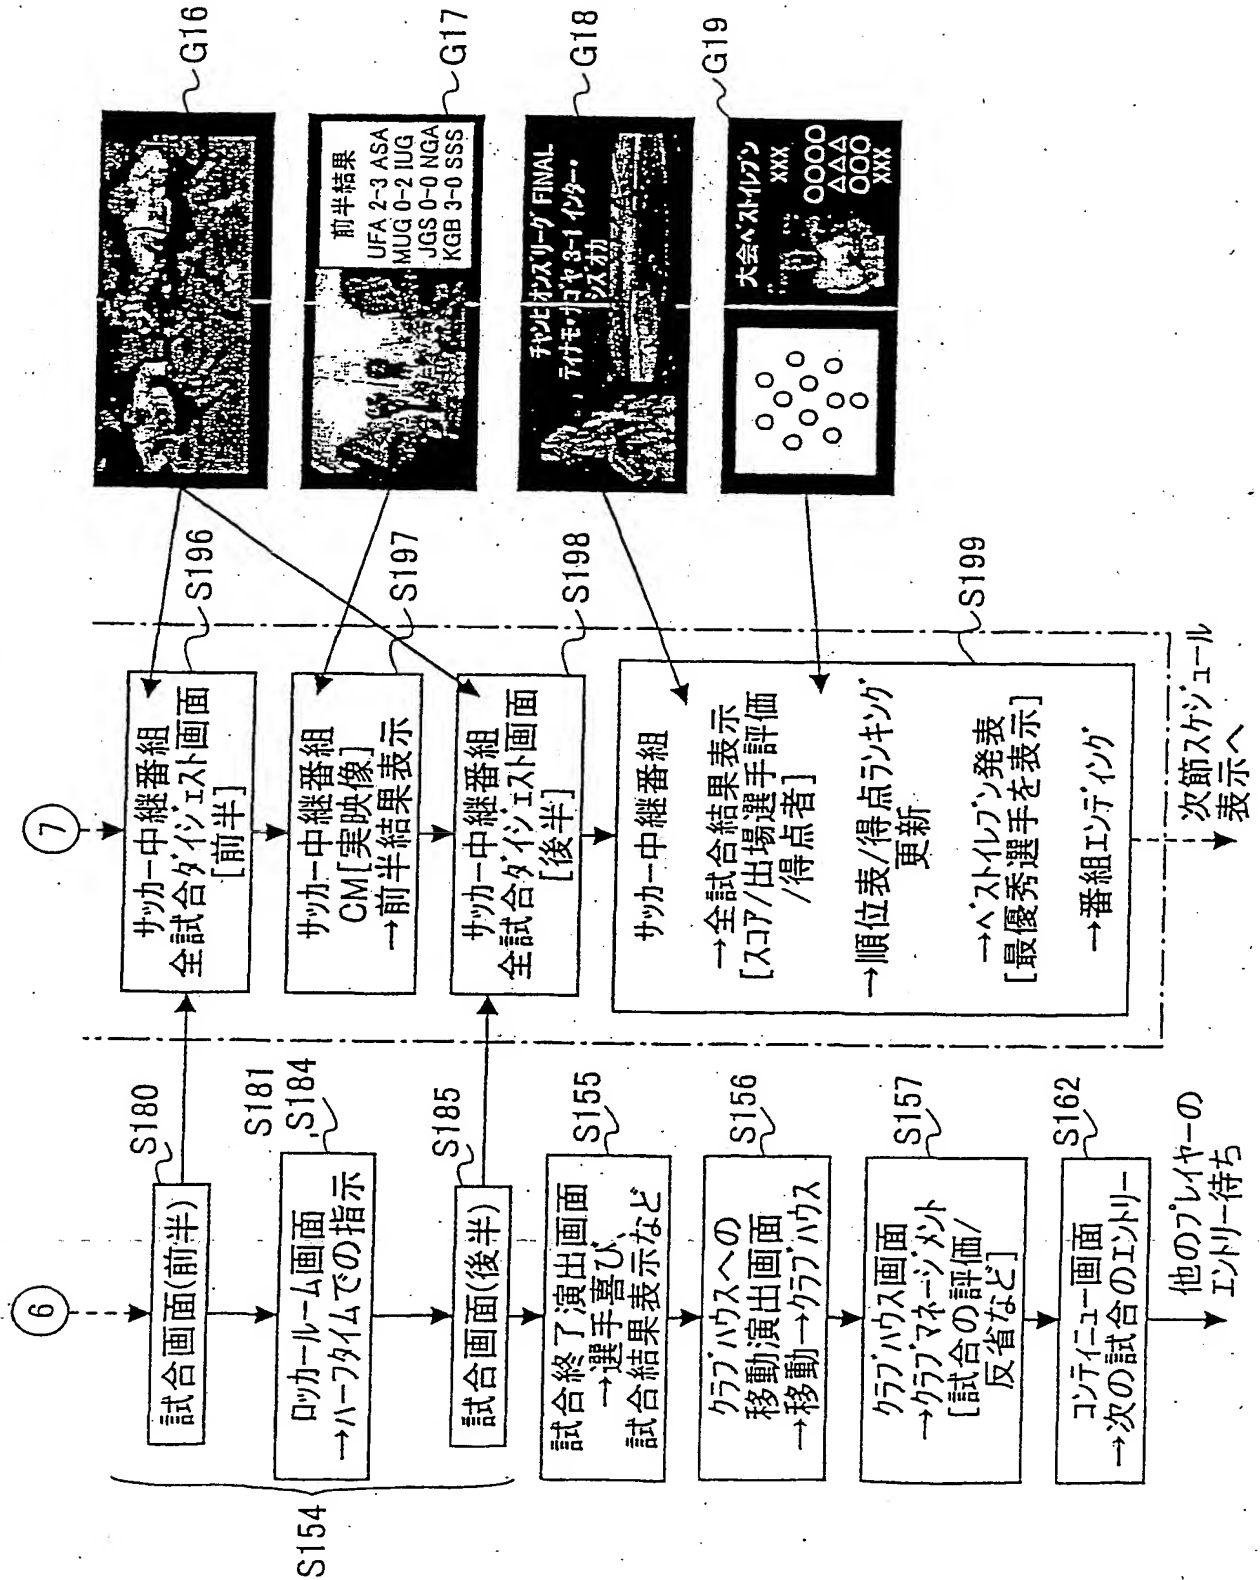 6
試合画面(前半)
S180
ロッカールーム画面
→ハーフタイムでの指示
S181
,S184
試合画面(後半)
S185
S154
試合終了演出画面
→選手喜び、
試合結果表示など
S155
クラブハウスへの
移動演出画面
→移動→クラブハウス
S156
クラブハウス画面
→クラブマネージメント
[試合の評価/
反省など]
S157
コンティニュー画面
→次の試合のエントリー
S162
他のプレイヤーの
エントリー待ち
7
サッカー中継番組
全試合ダイジェスト画面
[前半]
S196
サッカー中継番組
CM[実映像]
→前半結果表示
S197
サッカー中継番組
全試合ダイジェスト画面
[後半]
S198
サッカー中継番組
→全試合結果表示
[スコア/出場選手評価
/得点者]
→順位表/得点ランキング
更新
→ベストイレブン発表
[最優秀選手を表示]
→番組エンディング
S199
次節スケジュール
表示へ
G16
前半結果
UFA 2-3 ASA
MUG 0-2 IUG
JGS 0-0 NGA
KGB 3-0 SSS
G17
チャンピオンズリーグ FINAL
ディナモ・ナゴヤ 3-1 インター・
シズオカ
G18
大会ベストイレブン
XXX
OOOO
△△△
OOO
XXX
G19